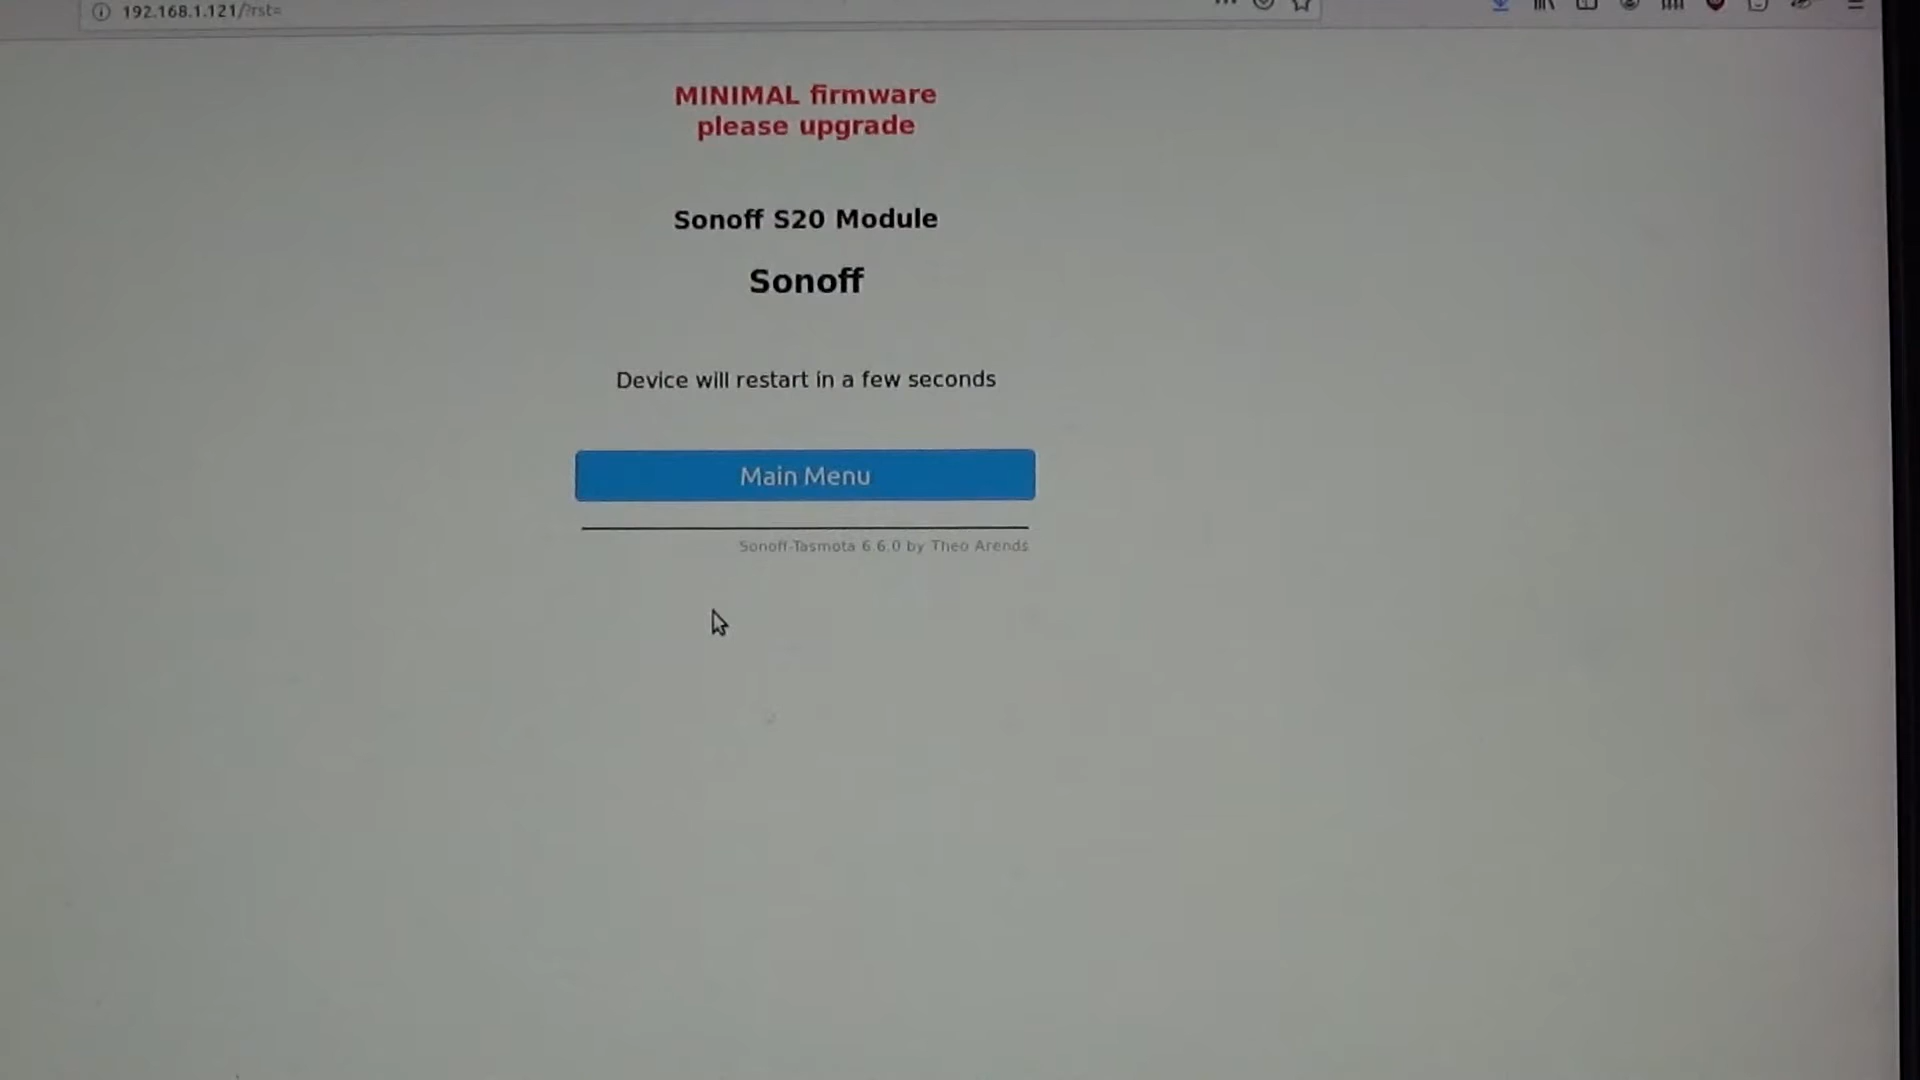 192.168.1.121/?rst=
MINIMAL firmware
please upgrade
Sonoff S20 Module
Sonoff
Device will restart in a few seconds
Main Menu
Sonoff-Tasmota 6.6.0 by Theo Arends